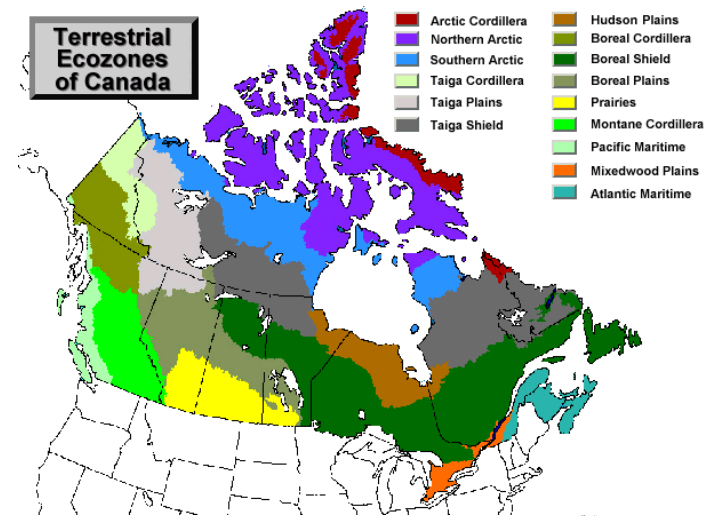 Terrestrial
Ecozones
of Canada
Arctic Cordillera
Northern Arctic
Southern Arctic
Taiga Cordillera
Taiga Plains
Taiga Shield
Hudson Plains
Boreal Cordillera
Boreal Shield
Boreal Plains
Prairies
Montane Cordillera
Pacific Maritime
Mixedwood Plains
Atlantic Maritime